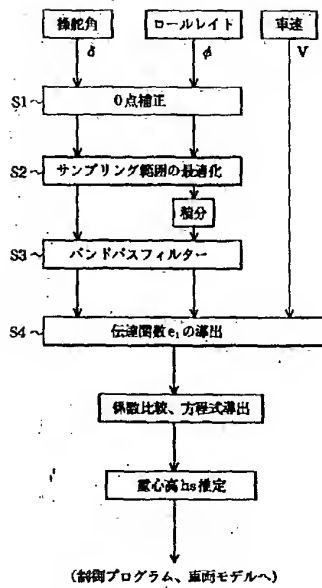 操舵角 ロールレイト 車速
δ φ V
S1 0点補正
S2 サンプリング範囲の最適化
積分
S3 バンドパスフィルター
S4 伝達関数e₁の導出
係数比較、方程式導出
重心高hs推定
(制御プログラム、車両モデルへ)